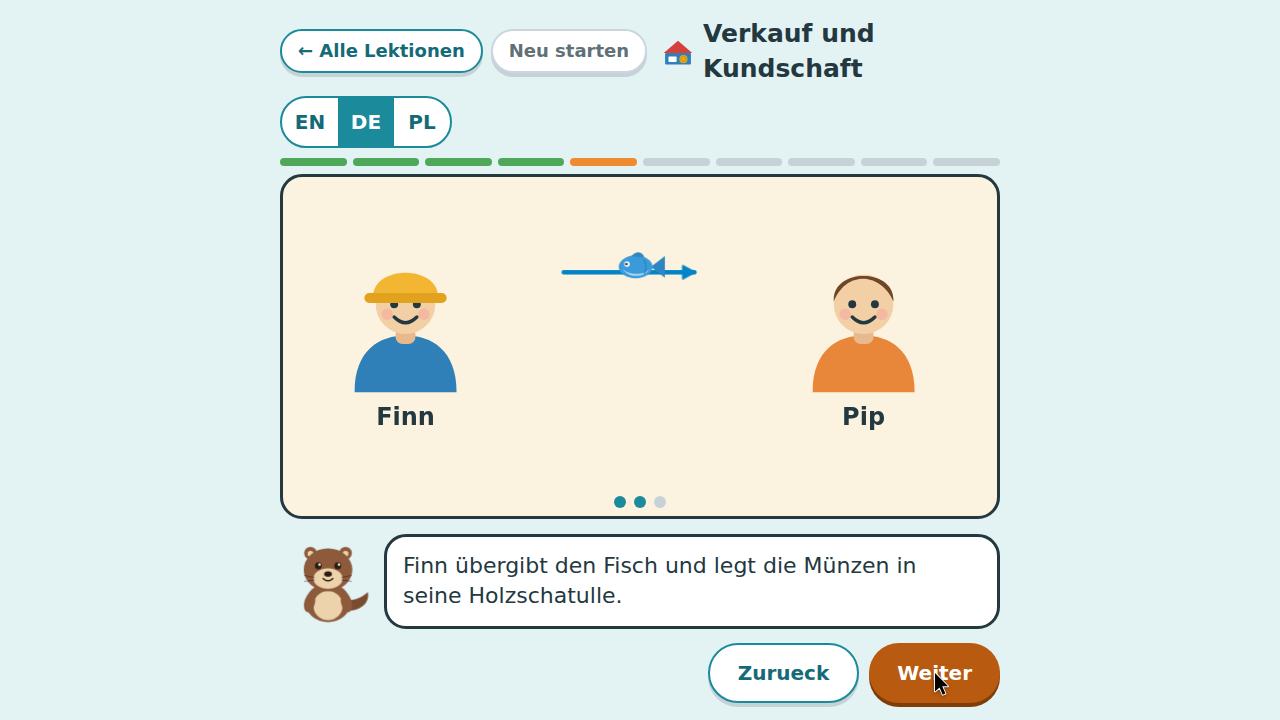 ← Alle Lektionen
Neu starten
Verkauf und
Kundschaft
EN DE PL
Finn
Pip
Finn übergibt den Fisch und legt die Münzen in
seine Holzschatulle.
Zurueck
Weiter